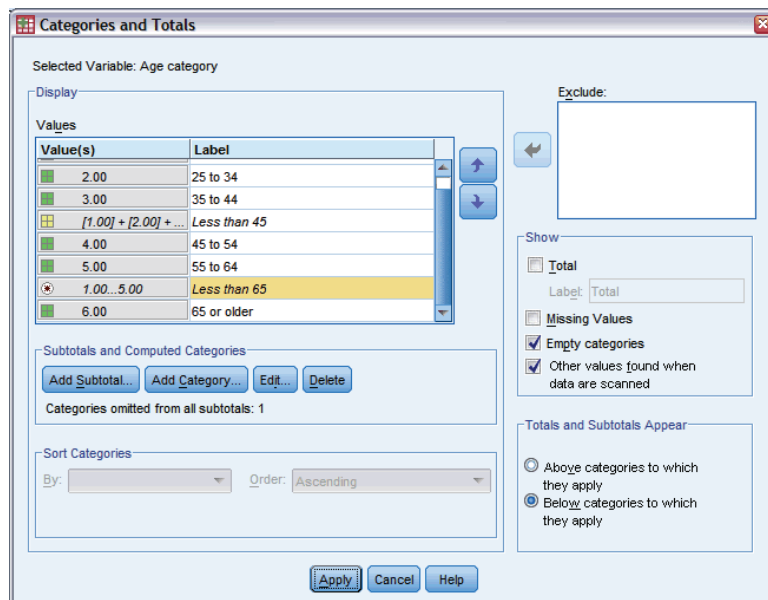 Categories and Totals
Selected Variable: Age category
Display
Values
Value(s) Label
2.00 25 to 34
3.00 35 to 44
[1.00] + [2.00] + ... Less than 45
4.00 45 to 54
5.00 55 to 64
1.00...5.00 Less than 65
6.00 65 or older
Subtotals and Computed Categories
Add Subtotal... Add Category... Edit... Delete
Categories omitted from all subtotals: 1
Sort Categories
By: Order: Ascending
Exclude:
Show
Total
Label: Total
Missing Values
Empty categories
Other values found when
data are scanned
Totals and Subtotals Appear
Above categories to which
they apply
Below categories to which
they apply
Apply Cancel Help